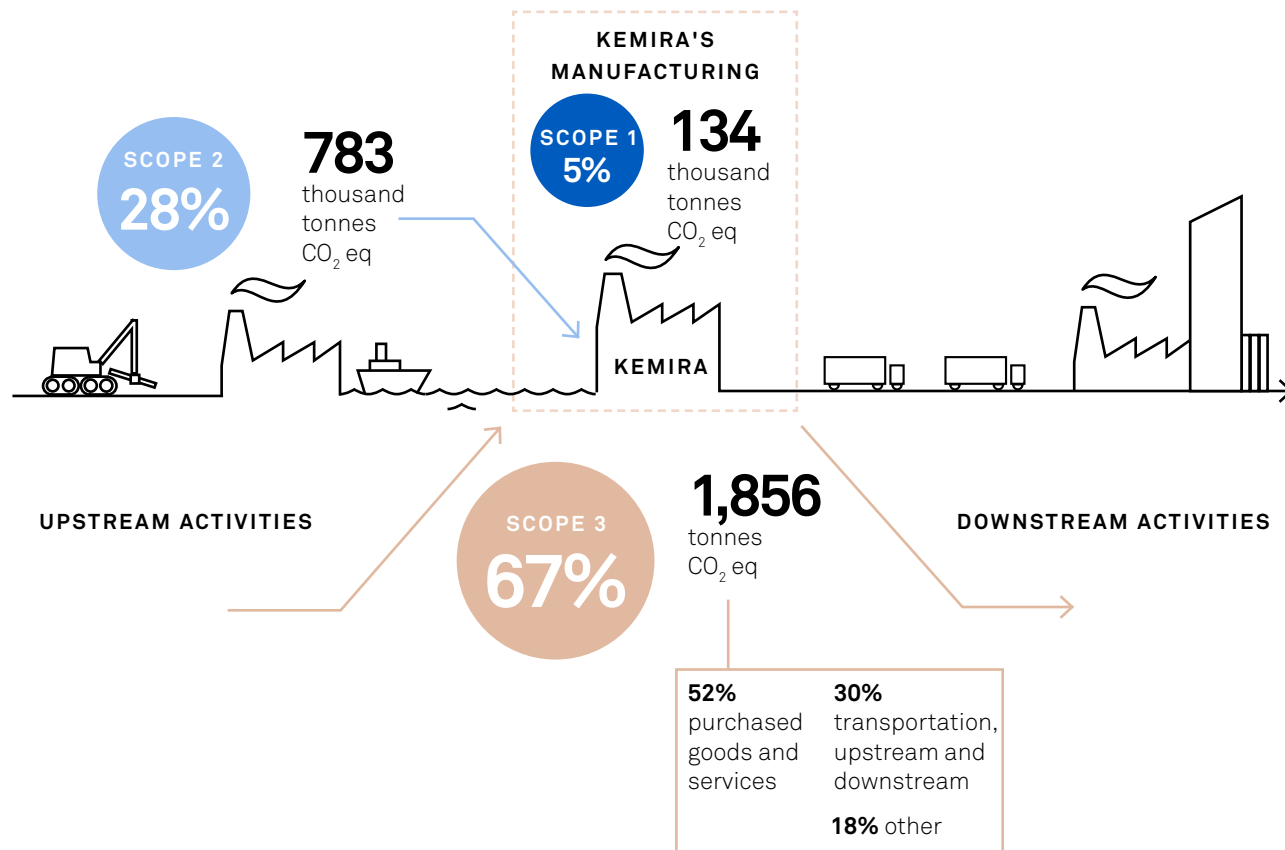 KEMIRA'S
MANUFACTURING
SCOPE 2
28%
783
thousand
tonnes
CO₂ eq
SCOPE 1
5%
134
thousand
tonnes
CO₂ eq
KEMIRA
UPSTREAM ACTIVITIES
SCOPE 3
67%
1,856
tonnes
CO₂ eq
DOWNSTREAM ACTIVITIES
52%
purchased
goods and
services
30%
transportation,
upstream and
downstream
18% other